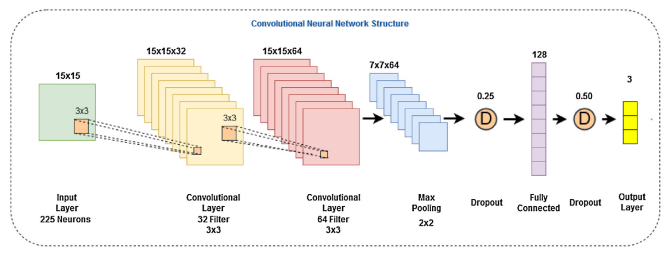 Convolutional Neural Network Structure
15x15
15x15x32
15x15x64
7x7x64
128
3
3x3
3x3
0.25
0.50
D
D
Input
Layer
225 Neurons
Convolutional
Layer
32 Filter
3x3
Convolutional
Layer
64 Filter
3x3
Max
Pooling
2x2
Dropout
Fully
Connected
Dropout
Output
Layer